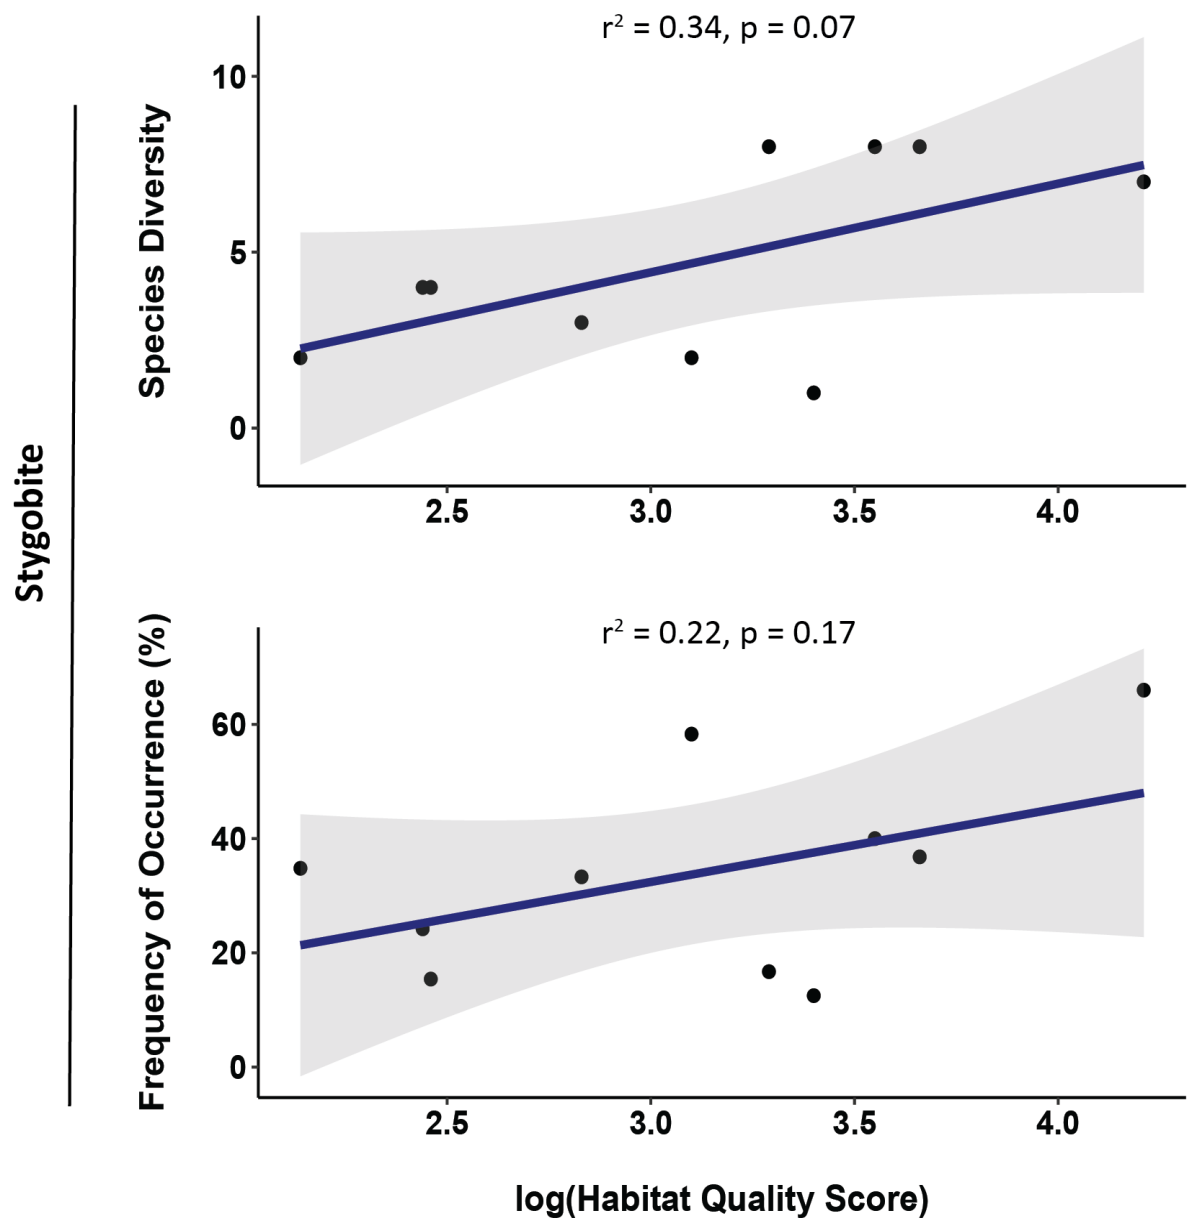 r² = 0.34, p = 0.07
Species Diversity
10
5
0
2.5 3.0 3.5 4.0
Stygobite
r² = 0.22, p = 0.17
Frequency of Occurrence (%)
60
40
20
0
2.5 3.0 3.5 4.0
log(Habitat Quality Score)